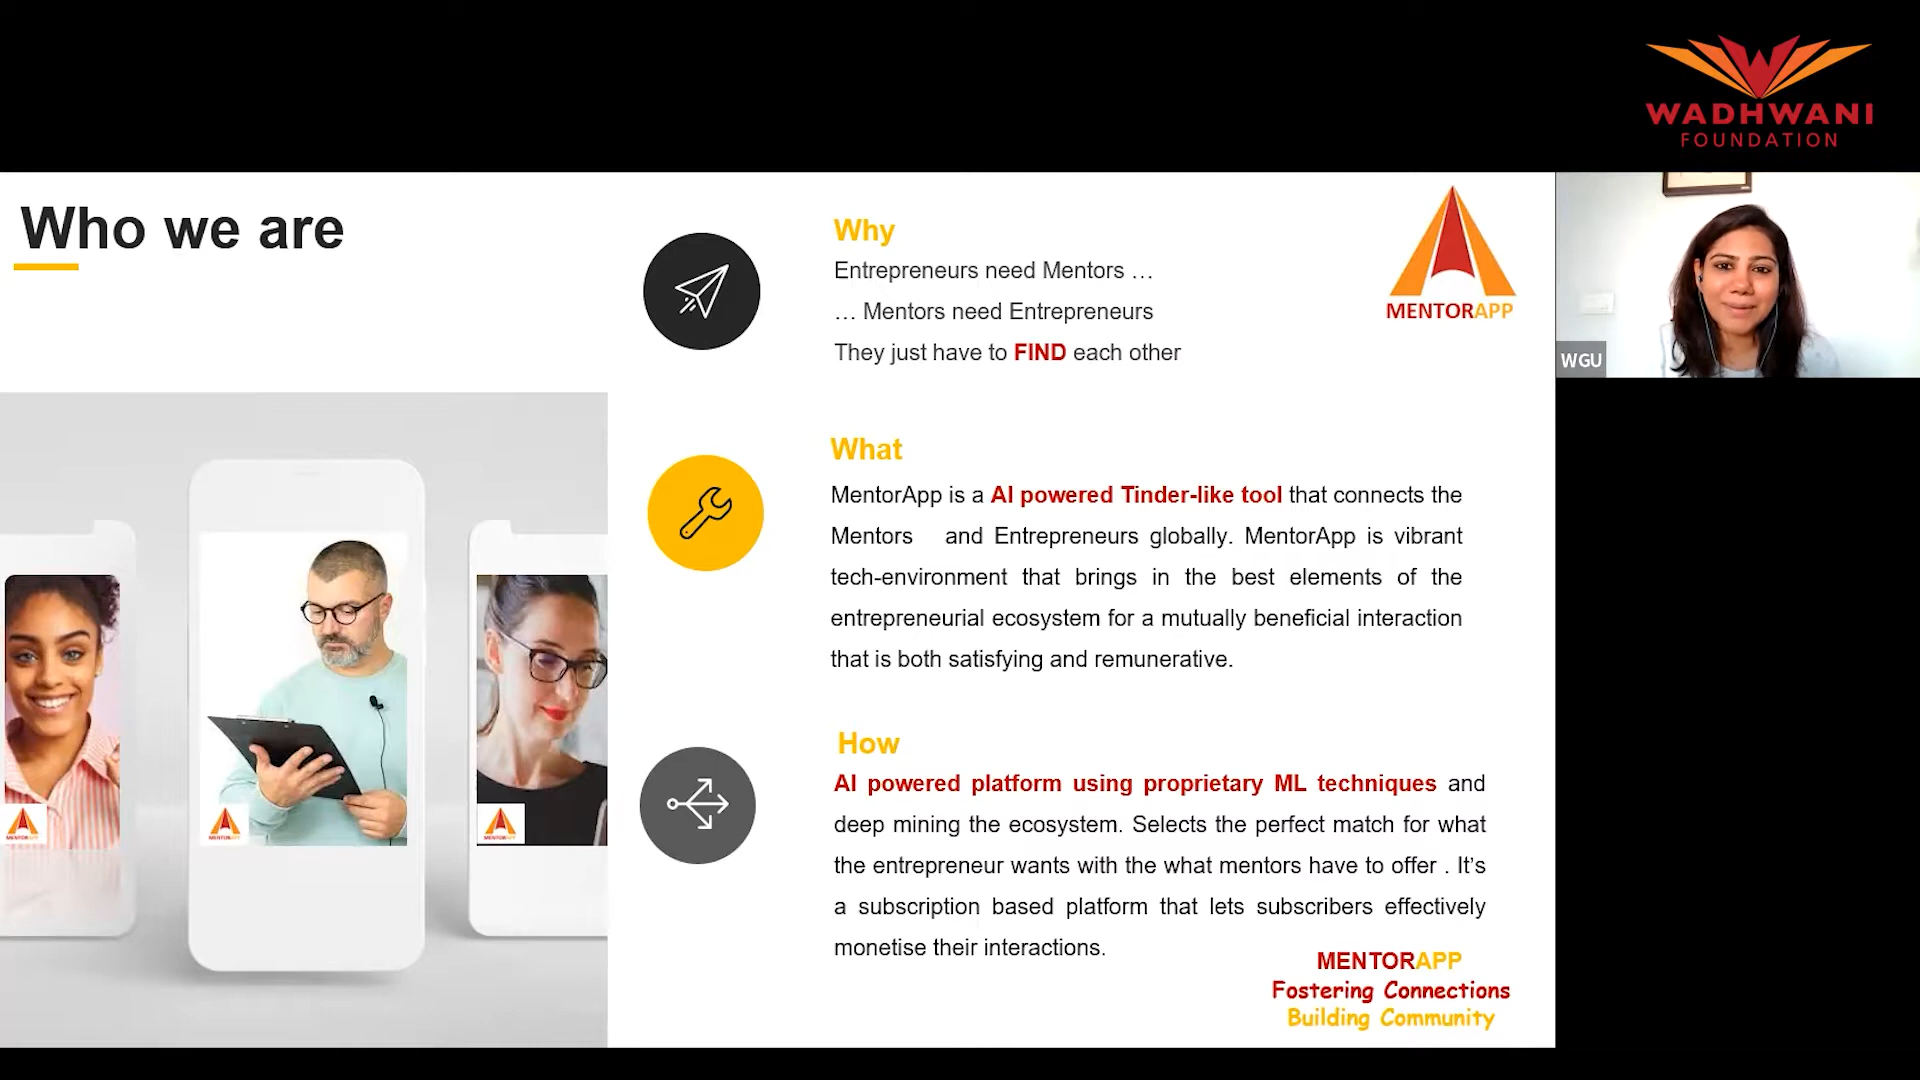 WADHWANI
FOUNDATION
Who we are
Why
Entrepreneurs need Mentors …
… Mentors need Entrepreneurs
They just have to FIND each other
MENTORAPP
WGU
What
MentorApp is a AI powered Tinder-like tool that connects the
Mentors and Entrepreneurs globally. MentorApp is vibrant
tech-environment that brings in the best elements of the
entrepreneurial ecosystem for a mutually beneficial interaction
that is both satisfying and remunerative.
How
AI powered platform using proprietary ML techniques and
deep mining the ecosystem. Selects the perfect match for what
the entrepreneur wants with the what mentors have to offer . It's
a subscription based platform that lets subscribers effectively
monetise their interactions.
MENTORAPP
MENTORAPP
MENTORAPP
MENTORAPP
Fostering Connections
Building Community